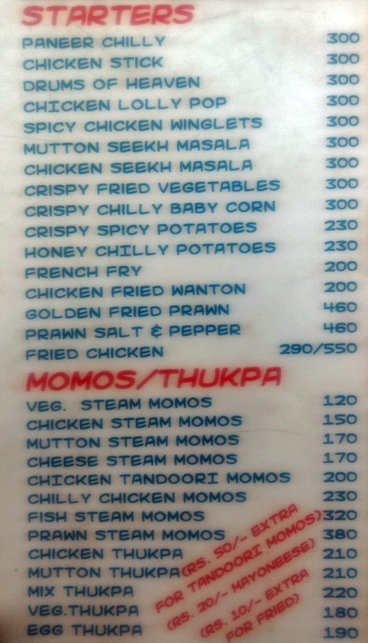 STARTERS
PANEER CHILLY 300
CHICKEN STICK 300
DRUMS OF HEAVEN 300
CHICKEN LOLLY POP 300
SPICY CHICKEN WINGLETS 300
MUTTON SEEKH MASALA 300
CHICKEN SEEKH MASALA 300
CRISPY FRIED VEGETABLES 300
CRISPY CHILLY BABY CORN 300
CRISPY SPICY POTATOES 230
HONEY CHILLY POTATOES 230
FRENCH FRY 200
CHICKEN FRIED WANTON 200
GOLDEN FRIED PRAWN 460
PRAWN SALT & PEPPER 460
FRIED CHICKEN 290/550
MOMOS/THUKPA
VEG. STEAM MOMOS 120
CHICKEN STEAM MOMOS 150
MUTTON STEAM MOMOS 170
CHEESE STEAM MOMOS 170
CHICKEN TANDOORI MOMOS 200
CHILLY CHICKEN MOMOS 230
FISH STEAM MOMOS 320
PRAWN STEAM MOMOS 380
CHICKEN THUKPA 210
MUTTON THUKPA 210
MIX THUKPA 220
VEG.THUKPA 180
EGG THUKPA 190
(RS. 50/- EXTRA
FOR TANDOORI MOMOS)
(RS. 20/- MAYONEESE)
(RS. 10/- EXTRA
FOR FRIED)